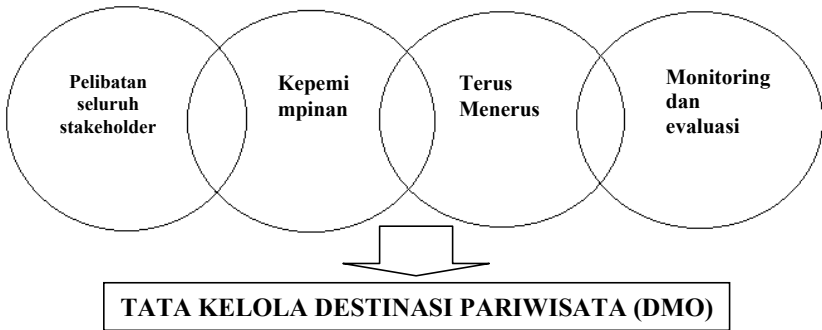 Pelibatan
seluruh
stakeholder
Kepemi
mpinan
Terus
Menerus
Monitoring
dan
evaluasi
TATA KELOLA DESTINASI PARIWISATA (DMO)